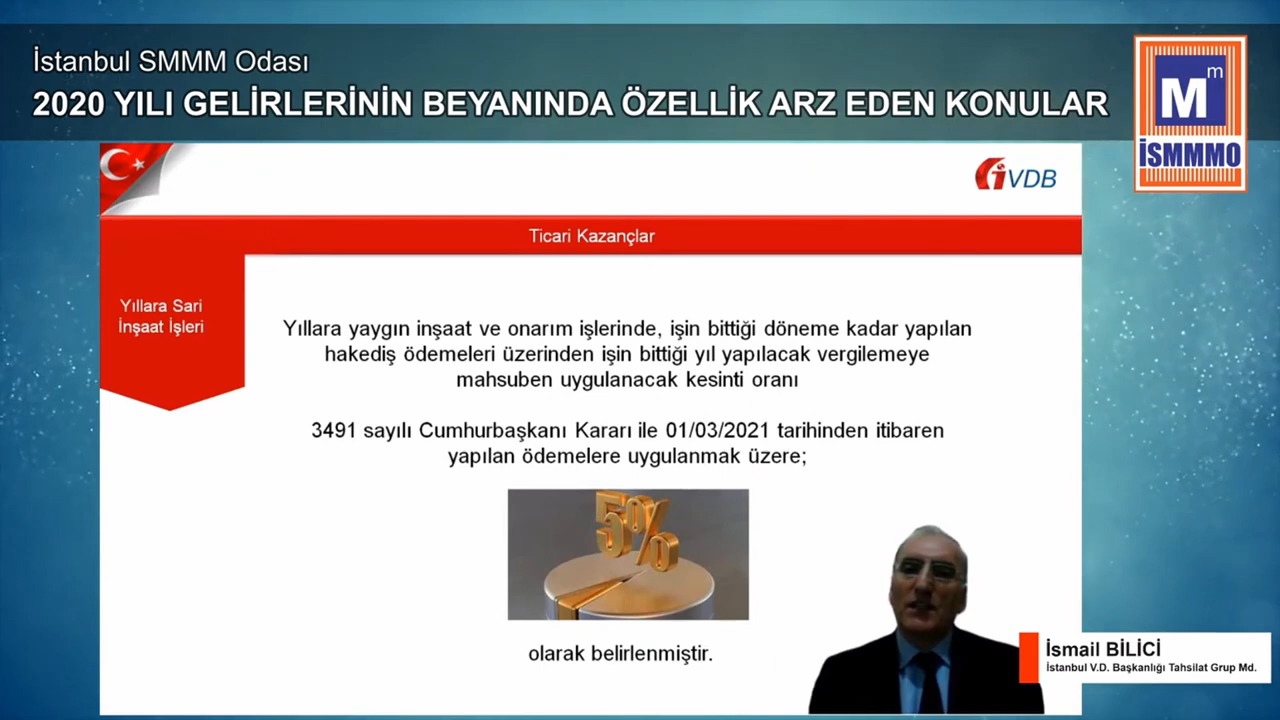 İstanbul SMMM Odası
2020 YILI GELİRLERİNİN BEYANINDA ÖZELLİK ARZ EDEN KONULAR
Mm
İSMMMO
İVDB
Ticari Kazançlar
Yıllara Sari
İnşaat İşleri
Yıllara yaygın inşaat ve onarım işlerinde, işin bittiği döneme kadar yapılan
hakediş ödemeleri üzerinden işin bittiği yıl yapılacak vergilemeye
mahsuben uygulanacak kesinti oranı
3491 sayılı Cumhurbaşkanı Kararı ile 01/03/2021 tarihinden itibaren
yapılan ödemelere uygulanmak üzere;
5%
olarak belirlenmiştir.
İsmail BİLİCİ
İstanbul V.D. Başkanlığı Tahsilat Grup Md.